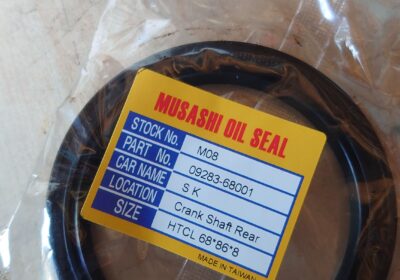 MUSASHI OIL SEAL
STOCK No. M08
PART No. 09283-68001
CAR NAME S K
LOCATION Crank Shaft Rear
SIZE HTCL 68*86*8
MADE IN TAIWAN